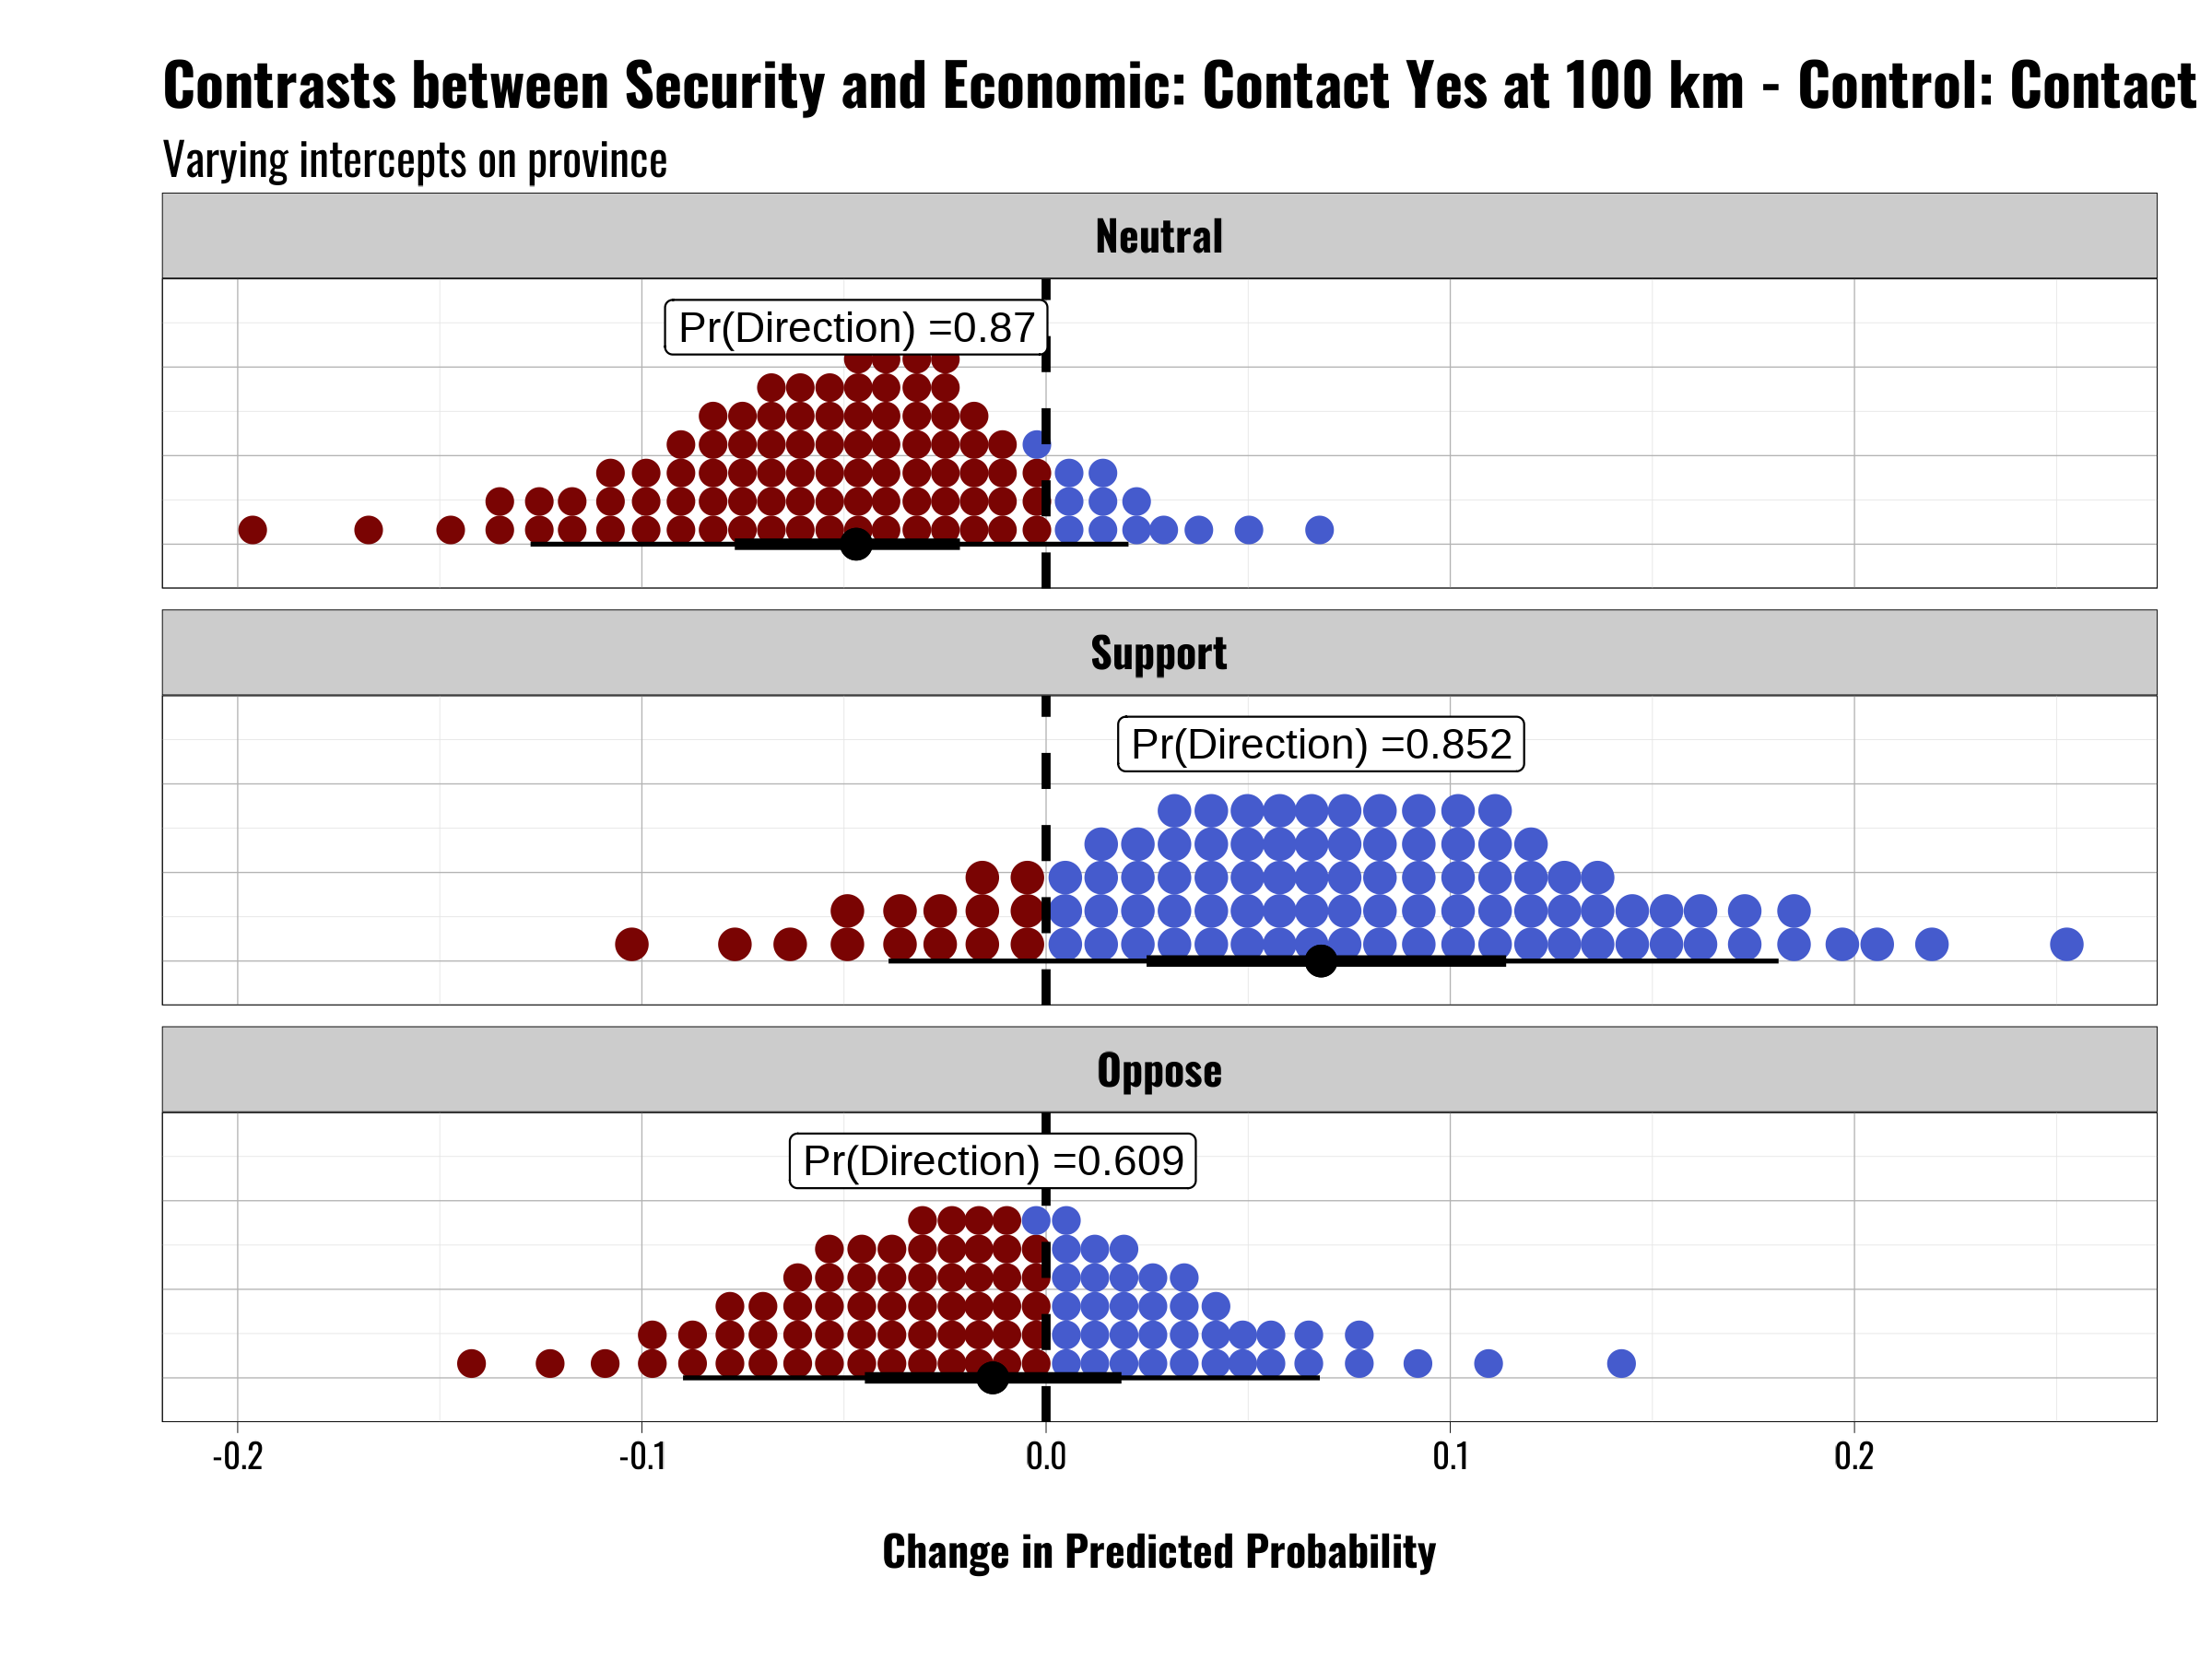 Contrasts between Security and Economic: Contact Yes at 100 km - Control: Contact
Varying intercepts on province
Neutral
Pr(Direction) =0.87
Support
Pr(Direction) =0.852
Oppose
Pr(Direction) =0.609
-0.2 -0.1 0.0 0.1 0.2
Change in Predicted Probability